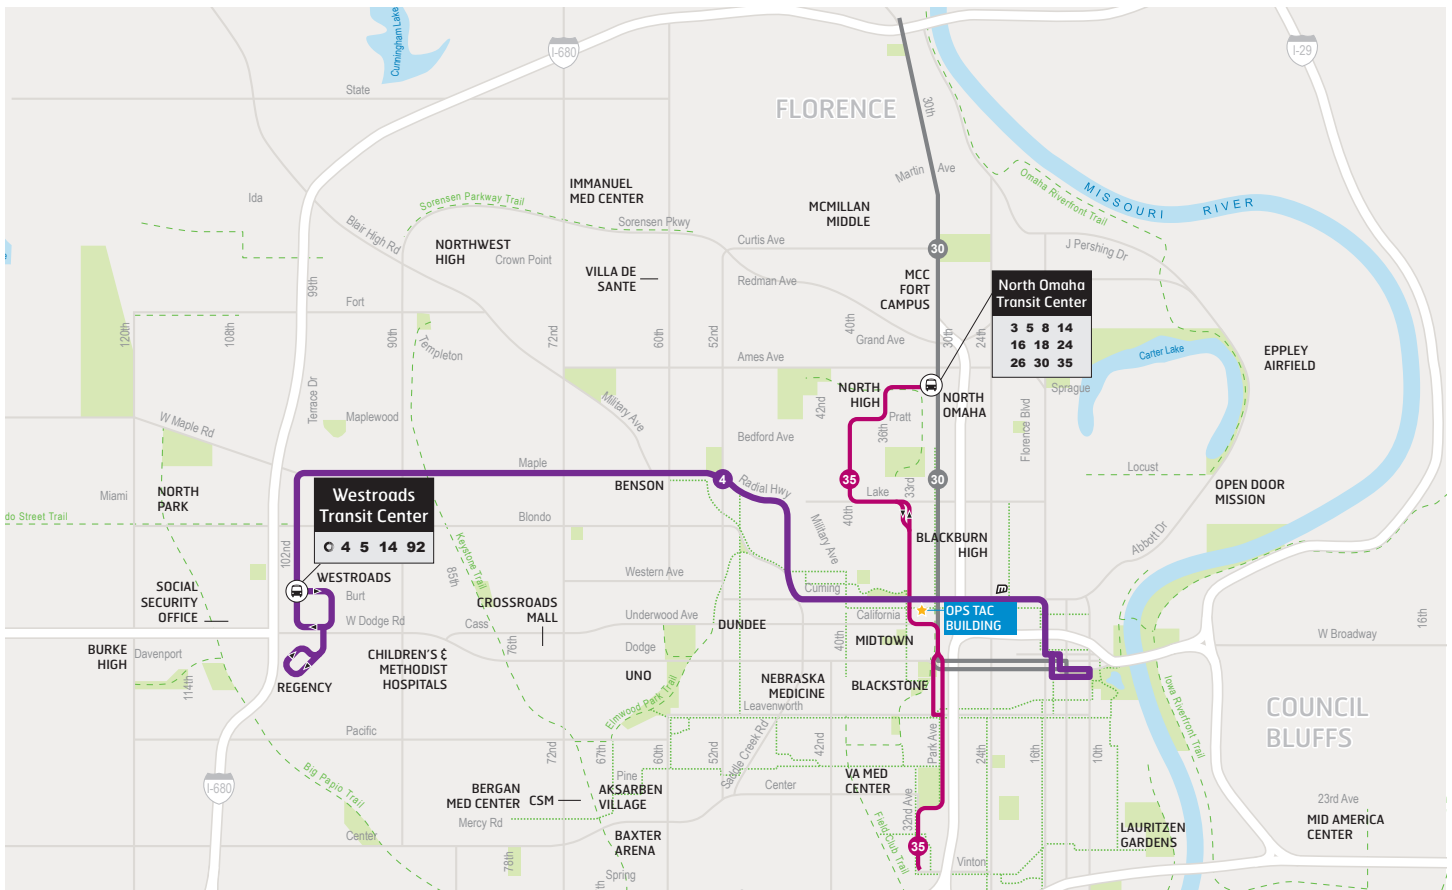 Cunningham Lake
I-680
I-29
State
FLORENCE
30th
Martin Ave
Omaha Riverfront Trail
MISSOURI RIVER
IMMANUEL
MED CENTER
Ida
Sorensen Parkway Trail
Sorensen Pkwy
MCMILLAN
MIDDLE
Blair High Rd
NORTHWEST
HIGH
Crown Point
Curtis Ave
30
J Pershing Dr
VILLA DE
SANTE
Redman Ave
MCC
FORT
CAMPUS
North Omaha
Transit Center
3 5 8 14
16 18 24
26 30 35
99th
Fort
120th
108th
90th
Templeton
72nd
60th
52nd
40th
Grand Ave
30th
24th
Ames Ave
Carter Lake
EPPLEY
AIRFIELD
Terrace Dr
Maplewood
Military Ave
42nd
NORTH
HIGH
NORTH
OMAHA
Sprague
W Maple Rd
Pratt
36th
Florence Blvd
Bedford Ave
Maple
BENSON
4
Radial Hwy
35
33rd
30
Locust
Miami
NORTH
PARK
Westroads
Transit Center
4 5 14 92
Lake
40th
OPEN DOOR
MISSION
do Street Trail
Blondo
Military Ave
BLACKBURN
HIGH
Abbott Dr
102nd
Keystone Trail
85th
Western Ave
WESTROADS
Burt
Cuming
SOCIAL
SECURITY
OFFICE
CROSSROADS
MALL
W Dodge Rd
Cass
Underwood Ave
California
OPS TAC
BUILDING
DUNDEE
16th
W Broadway
76th
40th
MIDTOWN
BURKE
HIGH
Davenport
CHILDREN'S &
METHODIST
HOSPITALS
Dodge
UNO
REGENCY
114th
NEBRASKA
MEDICINE
BLACKSTONE
Elmwood Park Trail
Leavenworth
Iowa Riverfront Trail
COUNCIL
BLUFFS
Pacific
72nd
67th
60th
52nd
Saddle Creek Rd
42nd
Park Ave
24th
16th
10th
Big Papio Trail
I-680
Pine
Center
VA MED
CENTER
BERGAN
MED CENTER
CSM
AKSARBEN
VILLAGE
Mercy Rd
32nd Ave
23rd Ave
MID AMERICA
CENTER
Center
BAXTER
ARENA
Field Club Trail
35
LAURITZEN
GARDENS
78th
Vinton
Spring
th